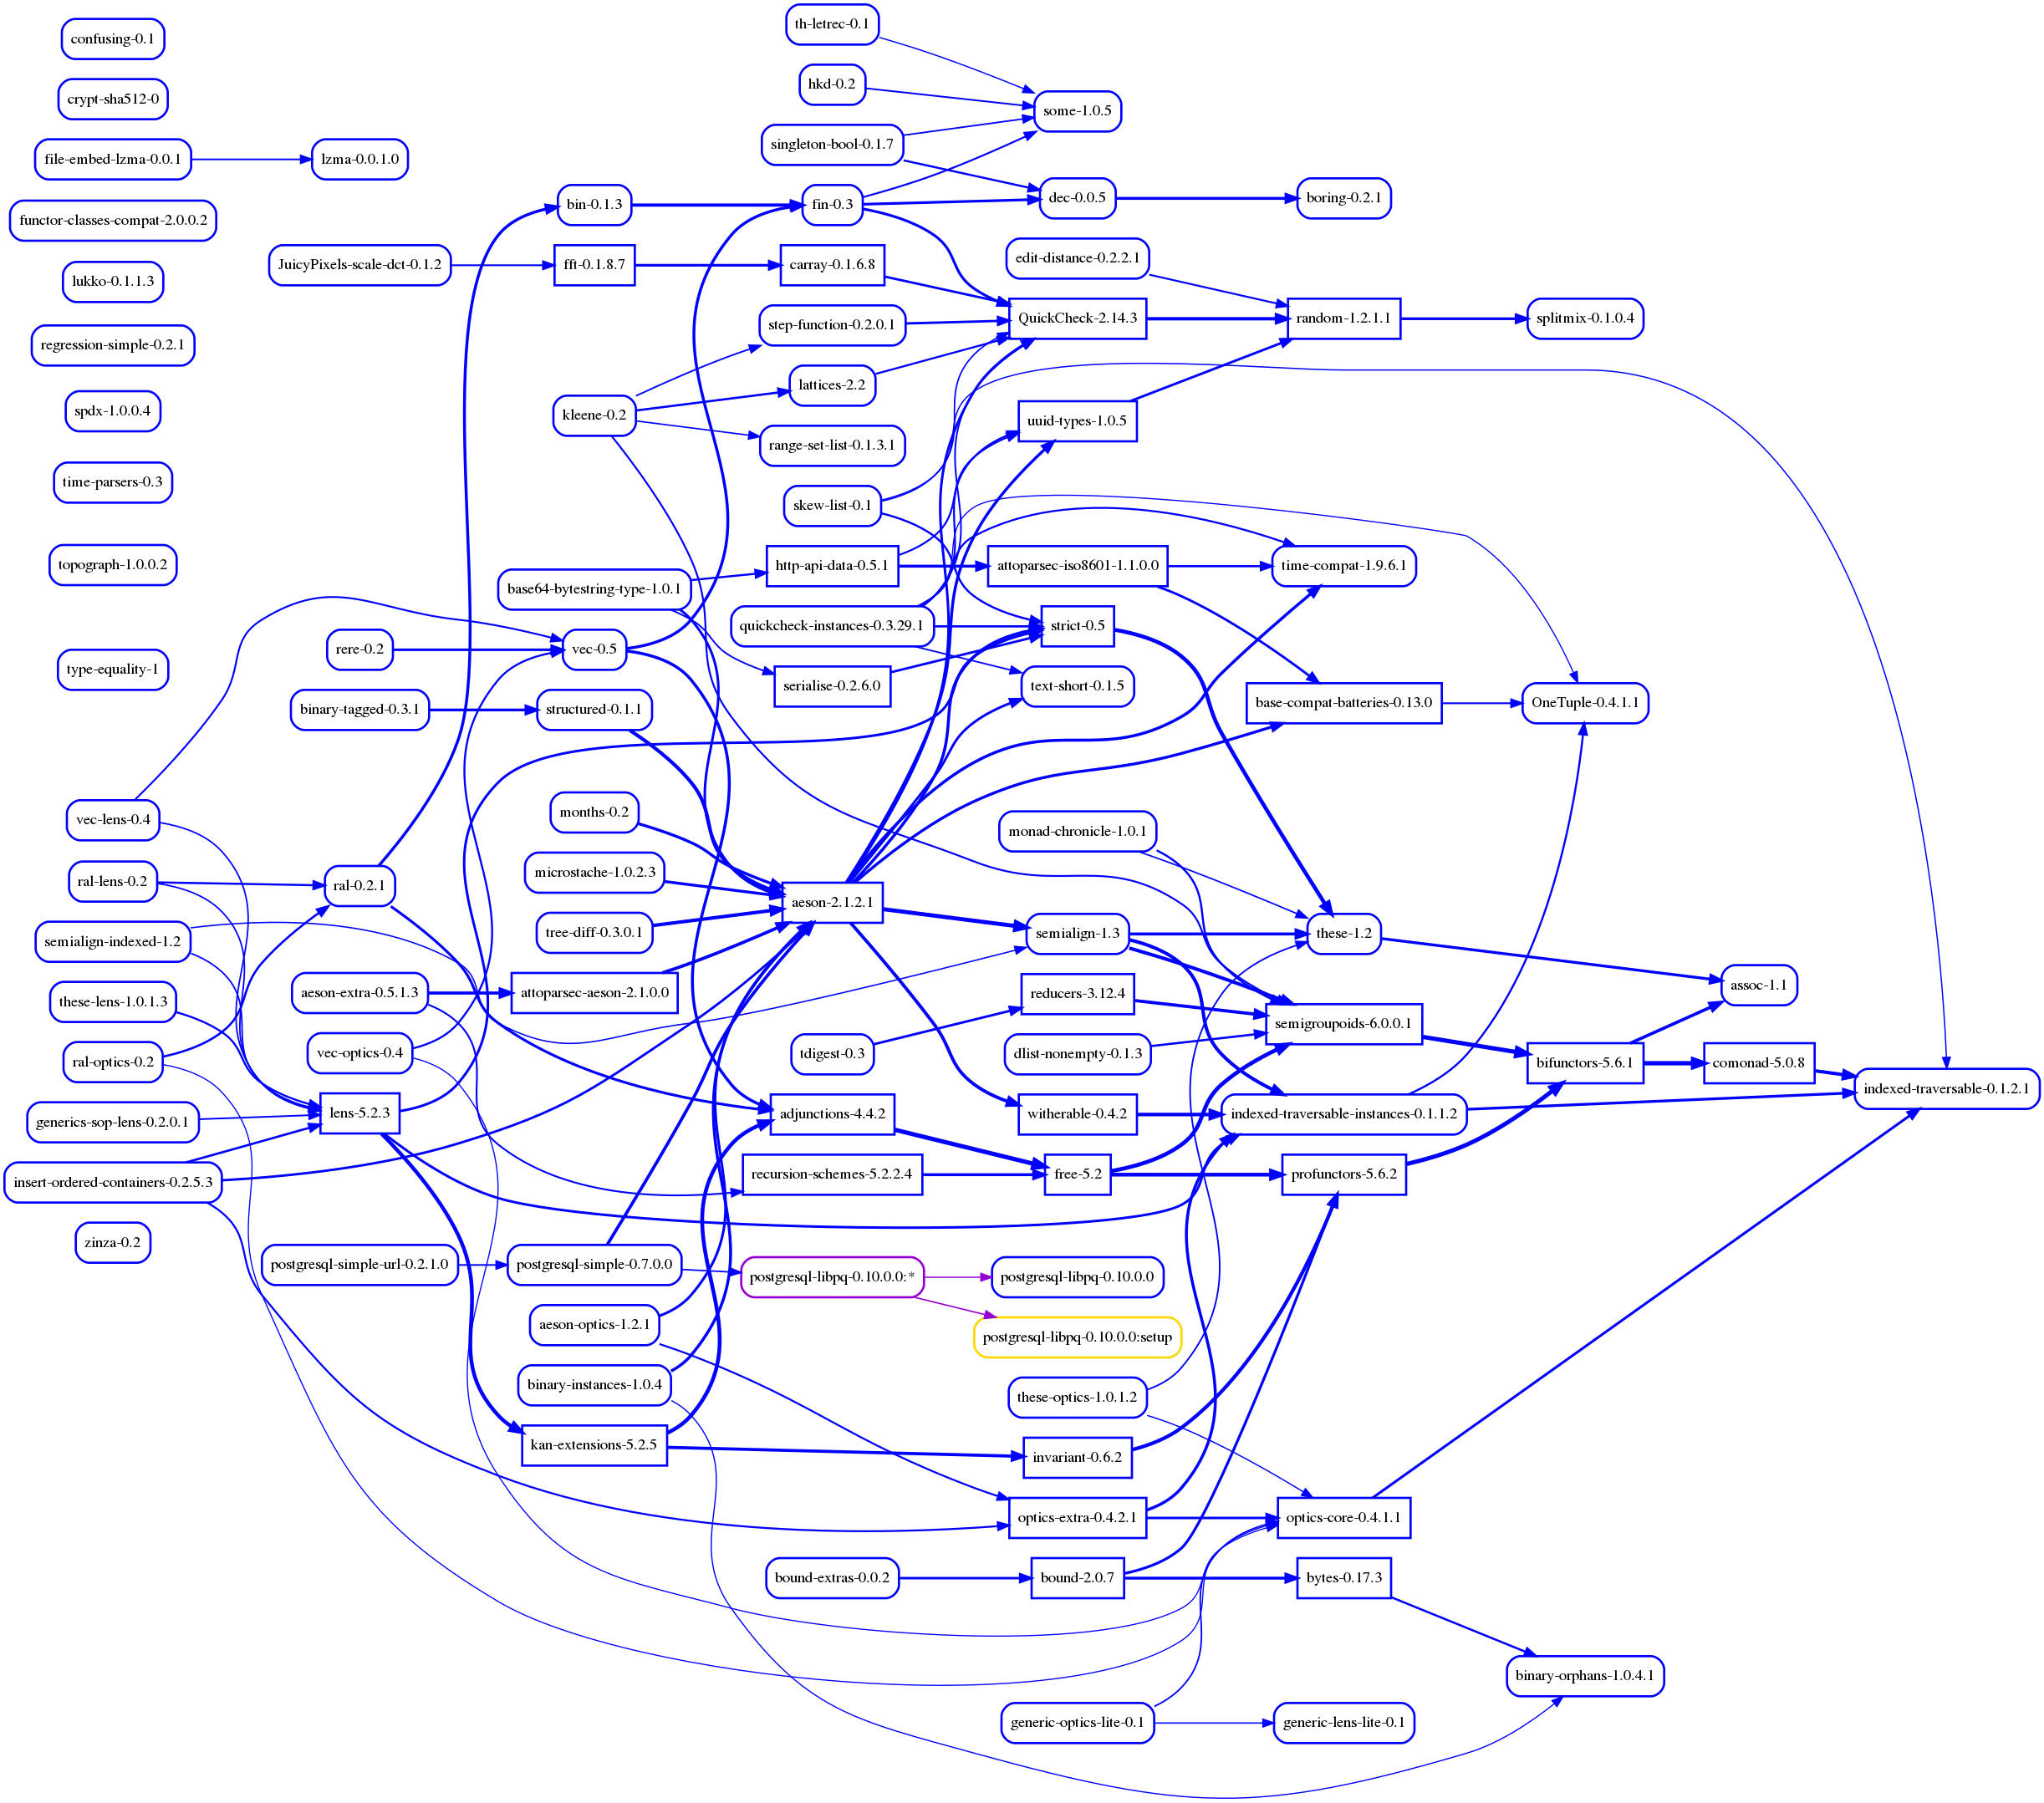 confusing-0.1
crypt-sha512-0
file-embed-lzma-0.0.1
functor-classes-compat-2.0.0.2
lukko-0.1.1.3
regression-simple-0.2.1
spdx-1.0.0.4
time-parsers-0.3
topograph-1.0.0.2
type-equality-1
vec-lens-0.4
ral-lens-0.2
semialign-indexed-1.2
these-lens-1.0.1.3
ral-optics-0.2
generics-sop-lens-0.2.0.1
insert-ordered-containers-0.2.5.3
zinza-0.2
lzma-0.0.1.0
JuicyPixels-scale-dct-0.1.2
rere-0.2
binary-tagged-0.3.1
ral-0.2.1
aeson-extra-0.5.1.3
vec-optics-0.4
lens-5.2.3
postgresql-simple-url-0.2.1.0
bin-0.1.3
fft-0.1.8.7
kleene-0.2
base64-bytestring-type-1.0.1
vec-0.5
structured-0.1.1
months-0.2
microstache-1.0.2.3
tree-diff-0.3.0.1
attoparsec-aeson-2.1.0.0
postgresql-simple-0.7.0.0
aeson-optics-1.2.1
binary-instances-1.0.4
kan-extensions-5.2.5
th-letrec-0.1
hkd-0.2
singleton-bool-0.1.7
fin-0.3
carray-0.1.6.8
step-function-0.2.0.1
lattices-2.2
range-set-list-0.1.3.1
skew-list-0.1
http-api-data-0.5.1
quickcheck-instances-0.3.29.1
serialise-0.2.6.0
aeson-2.1.2.1
tdigest-0.3
adjunctions-4.4.2
recursion-schemes-5.2.2.4
postgresql-libpq-0.10.0.0:*
bound-extras-0.0.2
some-1.0.5
dec-0.0.5
edit-distance-0.2.2.1
QuickCheck-2.14.3
uuid-types-1.0.5
attoparsec-iso8601-1.1.0.0
strict-0.5
text-short-0.1.5
monad-chronicle-1.0.1
semialign-1.3
reducers-3.12.4
dlist-nonempty-0.1.3
witherable-0.4.2
free-5.2
postgresql-libpq-0.10.0.0
postgresql-libpq-0.10.0.0:setup
these-optics-1.0.1.2
invariant-0.6.2
optics-extra-0.4.2.1
bound-2.0.7
generic-optics-lite-0.1
boring-0.2.1
random-1.2.1.1
time-compat-1.9.6.1
base-compat-batteries-0.13.0
these-1.2
semigroupoids-6.0.0.1
indexed-traversable-instances-0.1.1.2
profunctors-5.6.2
optics-core-0.4.1.1
bytes-0.17.3
generic-lens-lite-0.1
splitmix-0.1.0.4
OneTuple-0.4.1.1
bifunctors-5.6.1
binary-orphans-1.0.4.1
assoc-1.1
comonad-5.0.8
indexed-traversable-0.1.2.1